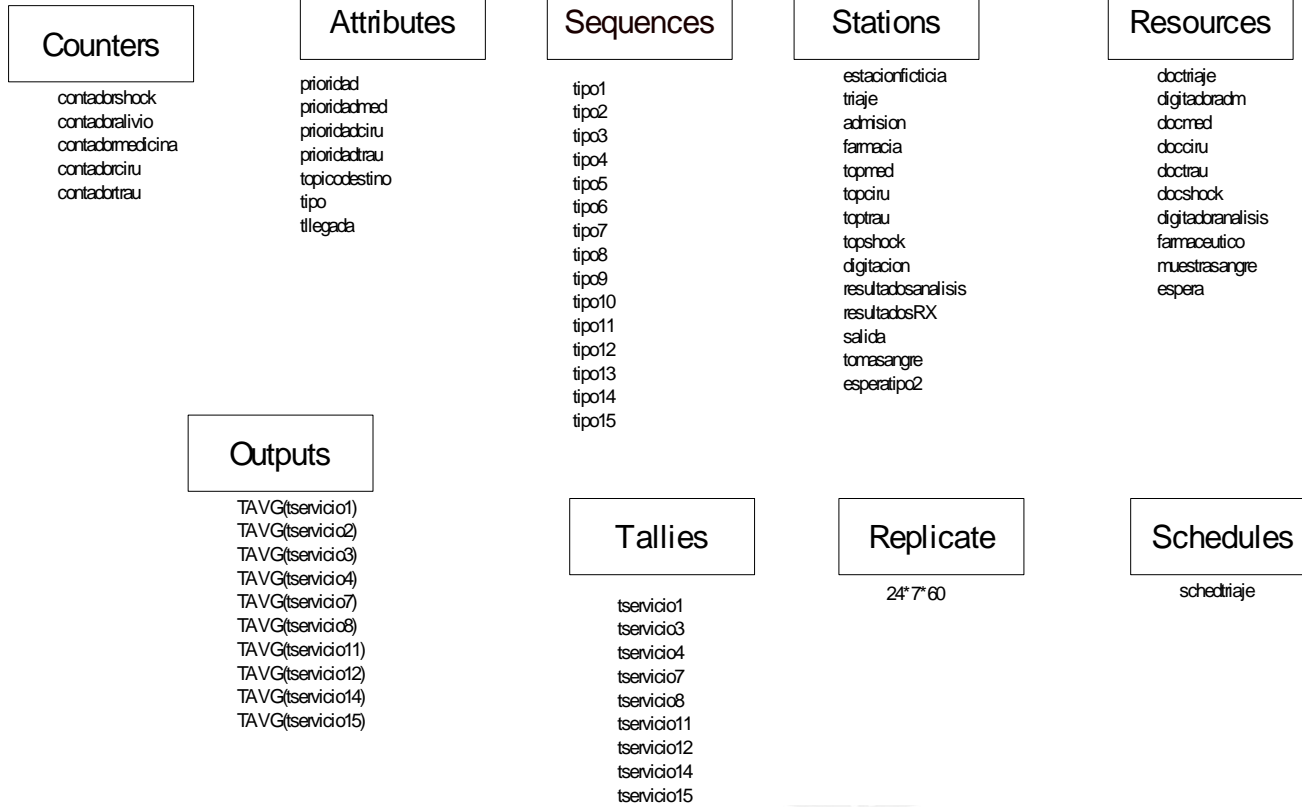 Counters
contadorshock
contadoralivio
contadormedicina
contadorciru
contadortrau
Attributes
prioridad
prioridadmed
prioridadciru
prioridadtrau
topicodestino
tipo
tllegada
Sequences
tipo1
tipo2
tipo3
tipo4
tipo5
tipo6
tipo7
tipo8
tipo9
tipo10
tipo11
tipo12
tipo13
tipo14
tipo15
Stations
estacionficticia
triaje
admision
farmacia
topmed
topciru
toptrau
topshock
digitacion
resultadosanalisis
resultadosRX
salida
tomasangre
esperatipo2
Resources
doctriaje
digitadoradm
docmed
docciru
doctrau
docshock
digitadoranalisis
farmaceutico
muestrasangre
espera
Outputs
TAVG(tservicio1)
TAVG(tservicio2)
TAVG(tservicio3)
TAVG(tservicio4)
TAVG(tservicio7)
TAVG(tservicio8)
TAVG(tservicio11)
TAVG(tservicio12)
TAVG(tservicio14)
TAVG(tservicio15)
Tallies
tservicio1
tservicio3
tservicio4
tservicio7
tservicio8
tservicio11
tservicio12
tservicio14
tservicio15
Replicate
24*7*60
Schedules
schedtriaje